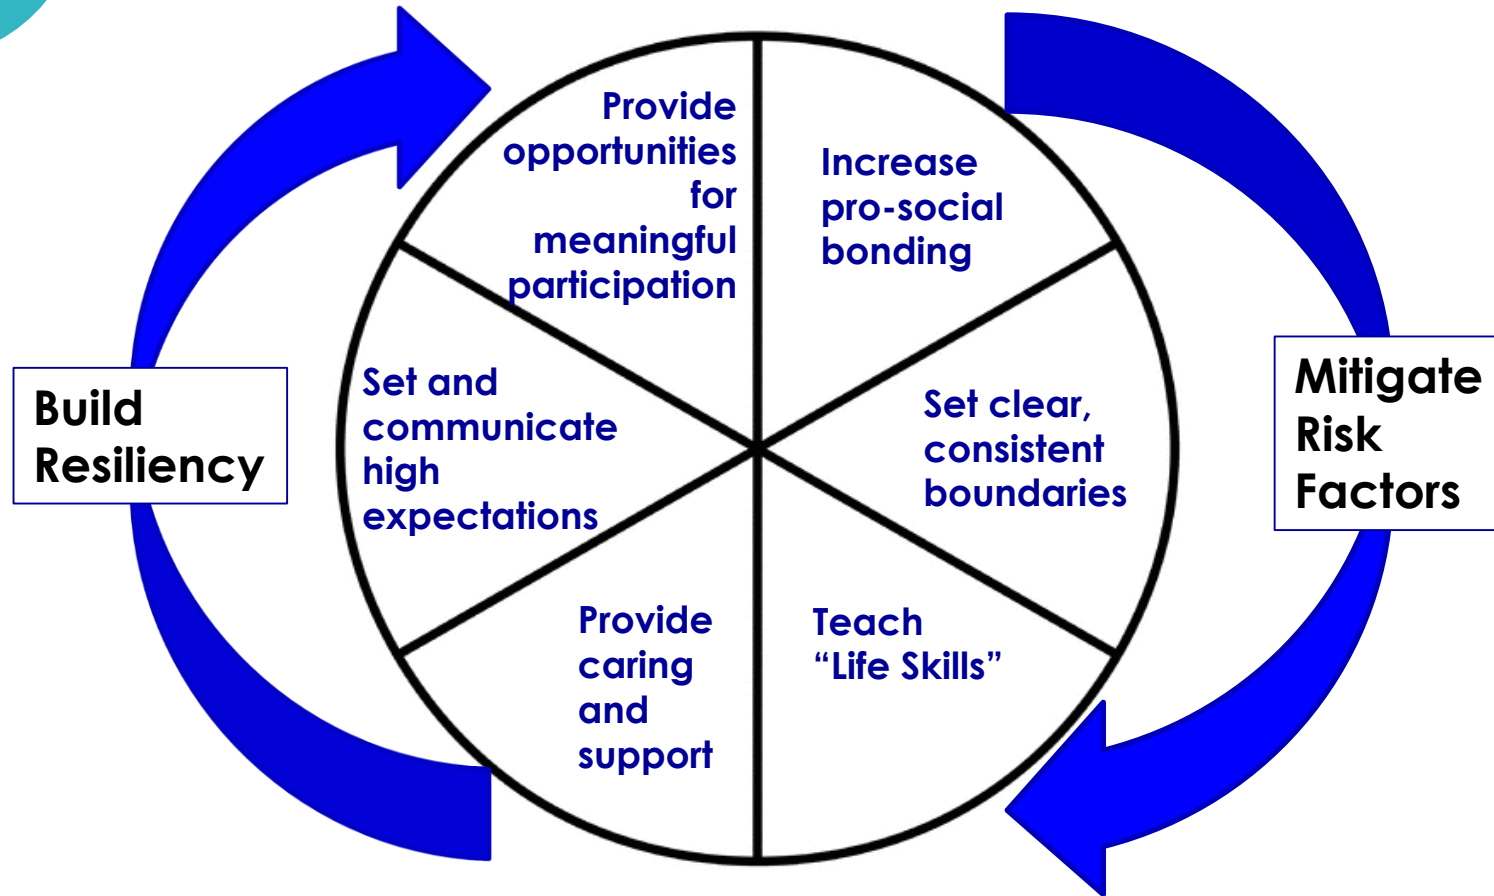 Provide
opportunities
for
meaningful
participation
Increase
pro-social
bonding
Set clear,
consistent
boundaries
Teach
“Life Skills”
Provide
caring
and
support
Set and
communicate
high
expectations
Build
Resiliency
Mitigate
Risk
Factors